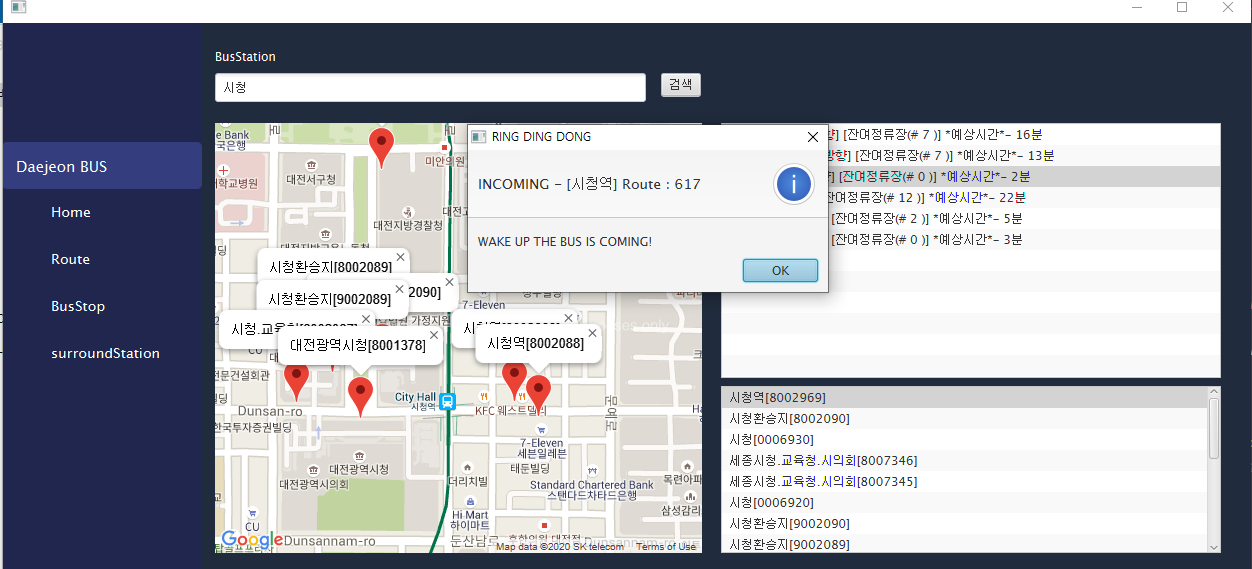 BusStation
시청
검색
Daejeon BUS
Home
Route
BusStop
surroundStation
RING DING DONG
INCOMING - [시청역] Route : 617
WAKE UP THE BUS IS COMING!
OK
[잔여정류장(# 7 )] *예상시간*- 16분
[잔여정류장(# 7 )] *예상시간*- 13분
[잔여정류장(# 0 )] *예상시간*- 2분
[잔여정류장(# 12 )] *예상시간*- 22분
[잔여정류장(# 2 )] *예상시간*- 5분
[잔여정류장(# 0 )] *예상시간*- 3분
e Bank
미안의원
대전서구청
대전지방경찰청
시청환승지[8002089]
2090]
시청환승지[9002089]
7-Eleven
가정지원
시청.교육청
대전광역시청[8001378]
시청역[8002088]
CU
전문건설회관
City Hall
시청역
KFC 웨스트델리
Dunsan-ro
한국투자증권빌딩
7-Eleven
세븐일레븐
태둔빌딩
대전광역시청
대전광역시의회
더리치빌
Standard Chartered Bank
스탠다드차타드은행
목련아파
삼성감리
CU
Hi Mart
하이마트
Google
Dunsannam-ro
둔산남로
Map data ©2020 SK telecom
Terms of Use
시청역[8002969]
시청환승지[8002090]
시청[0006930]
세종시청.교육청.시의회[8007346]
세종시청.교육청.시의회[8007345]
시청[0006920]
시청환승지[9002090]
시청환승지[9002089]